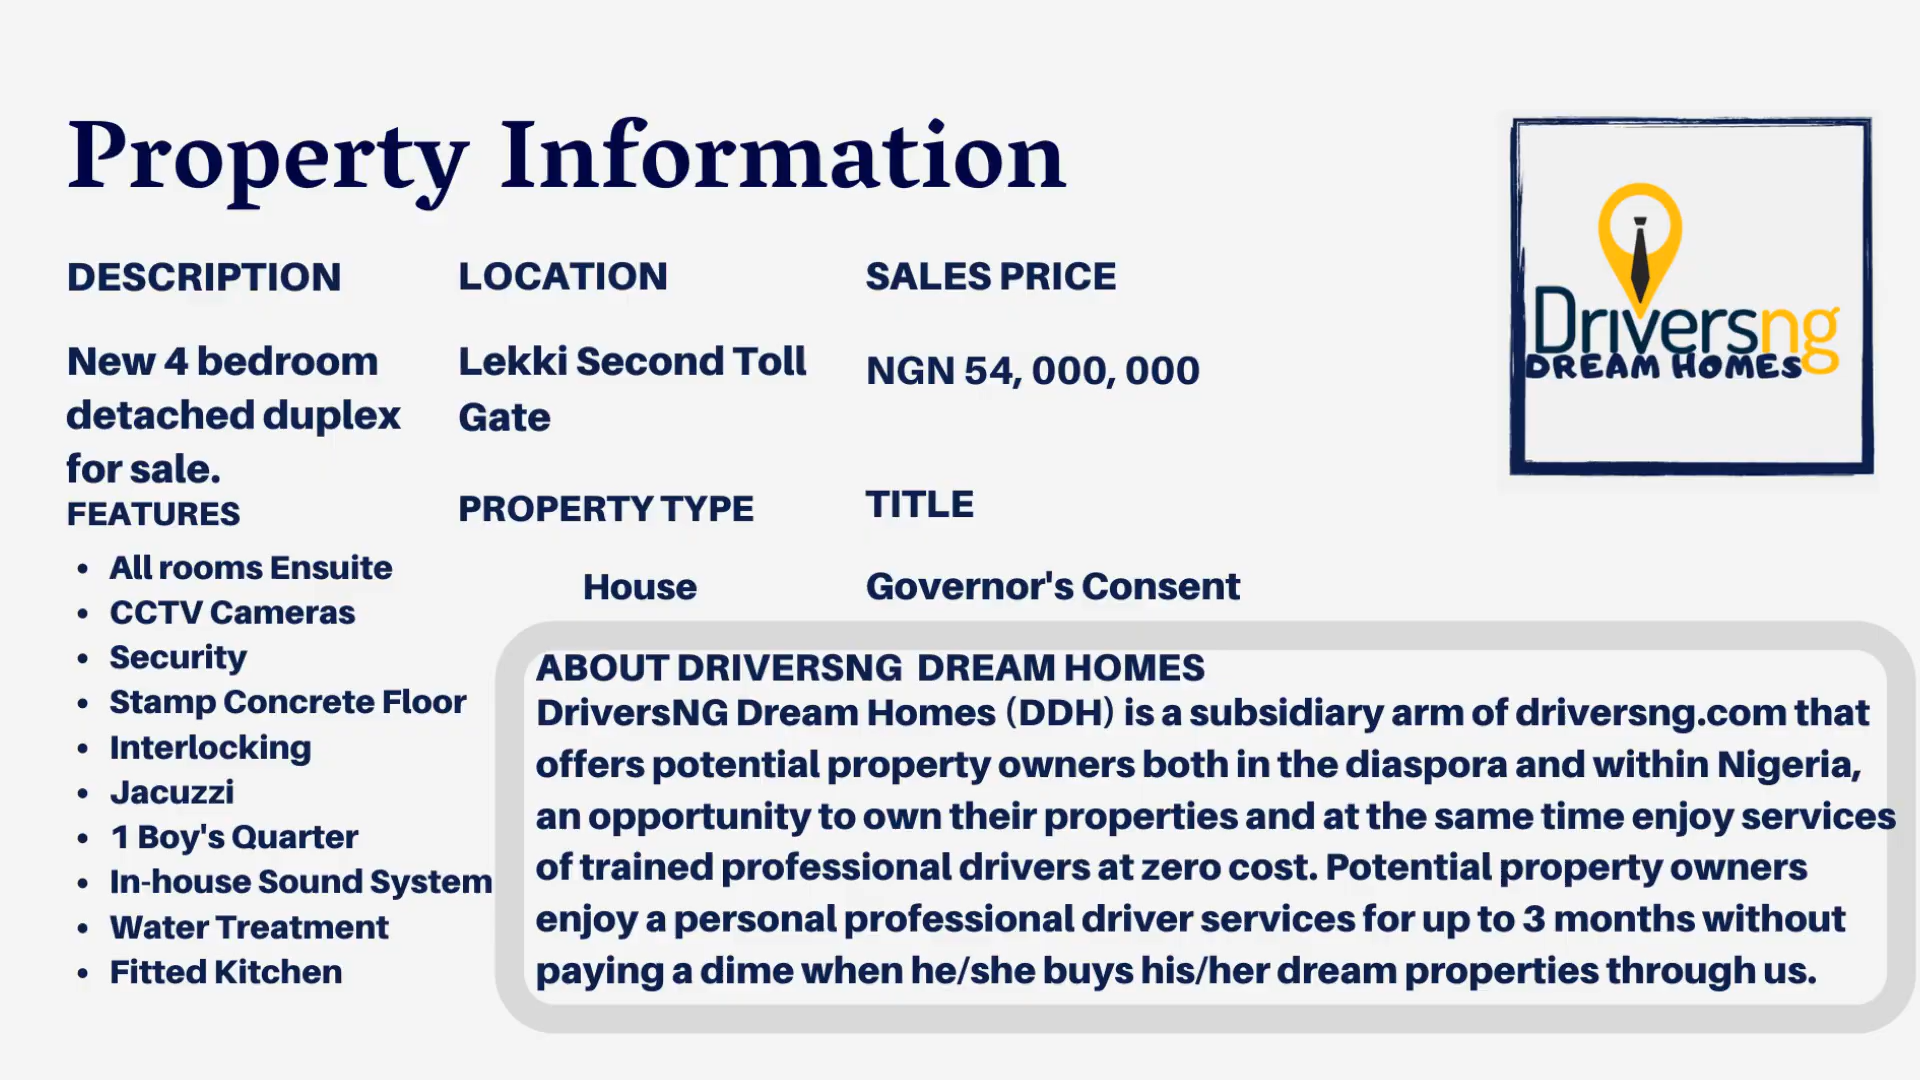 Property Information
DESCRIPTION
New 4 bedroom
detached duplex
for sale.
LOCATION
Lekki Second Toll
Gate
SALES PRICE
NGN 54, 000, 000
Driversng
DREAM HOMES
FEATURES
• All rooms Ensuite
• CCTV Cameras
• Security
• Stamp Concrete Floor
• Interlocking
• Jacuzzi
• 1 Boy's Quarter
• In-house Sound System
• Water Treatment
• Fitted Kitchen
PROPERTY TYPE
House
TITLE
Governor's Consent
ABOUT DRIVERSNG DREAM HOMES
DriversNG Dream Homes (DDH) is a subsidiary arm of driversng.com that
offers potential property owners both in the diaspora and within Nigeria,
an opportunity to own their properties and at the same time enjoy services
of trained professional drivers at zero cost. Potential property owners
enjoy a personal professional driver services for up to 3 months without
paying a dime when he/she buys his/her dream properties through us.